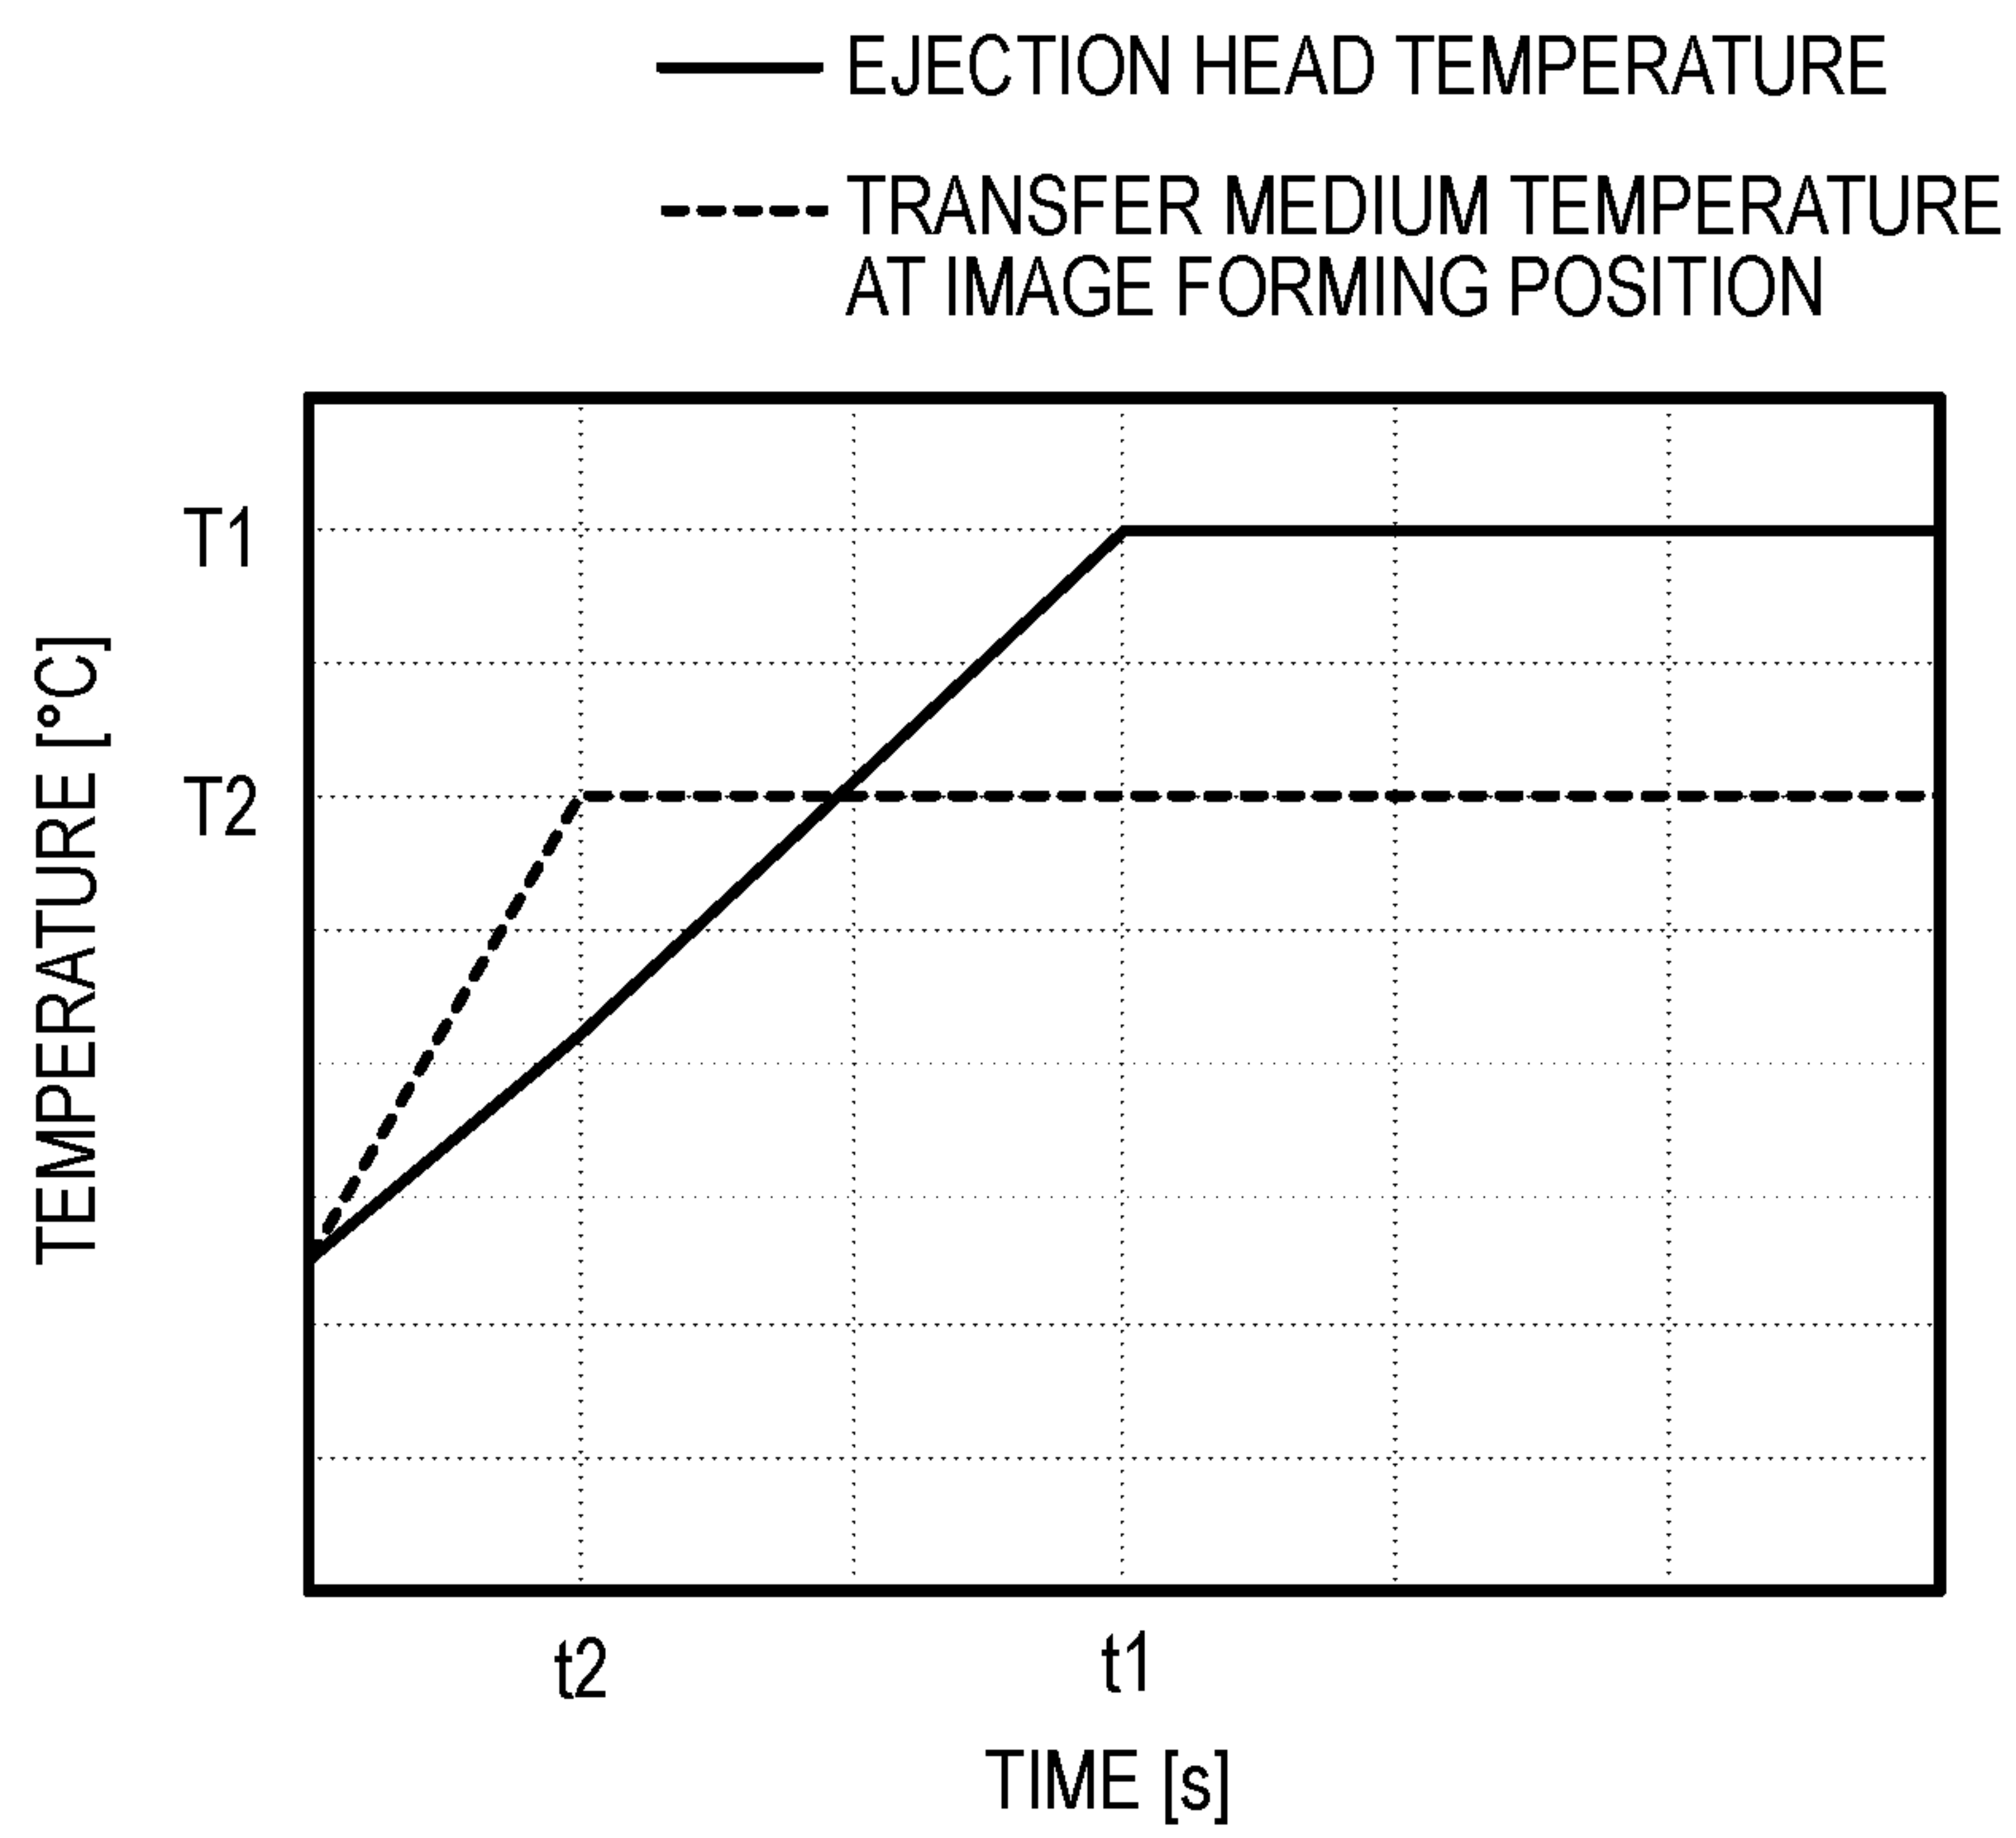 EJECTION HEAD TEMPERATURE
TRANSFER MEDIUM TEMPERATURE
AT IMAGE FORMING POSITION
T1
T2
TEMPERATURE [°C]
t2
t1
TIME [s]